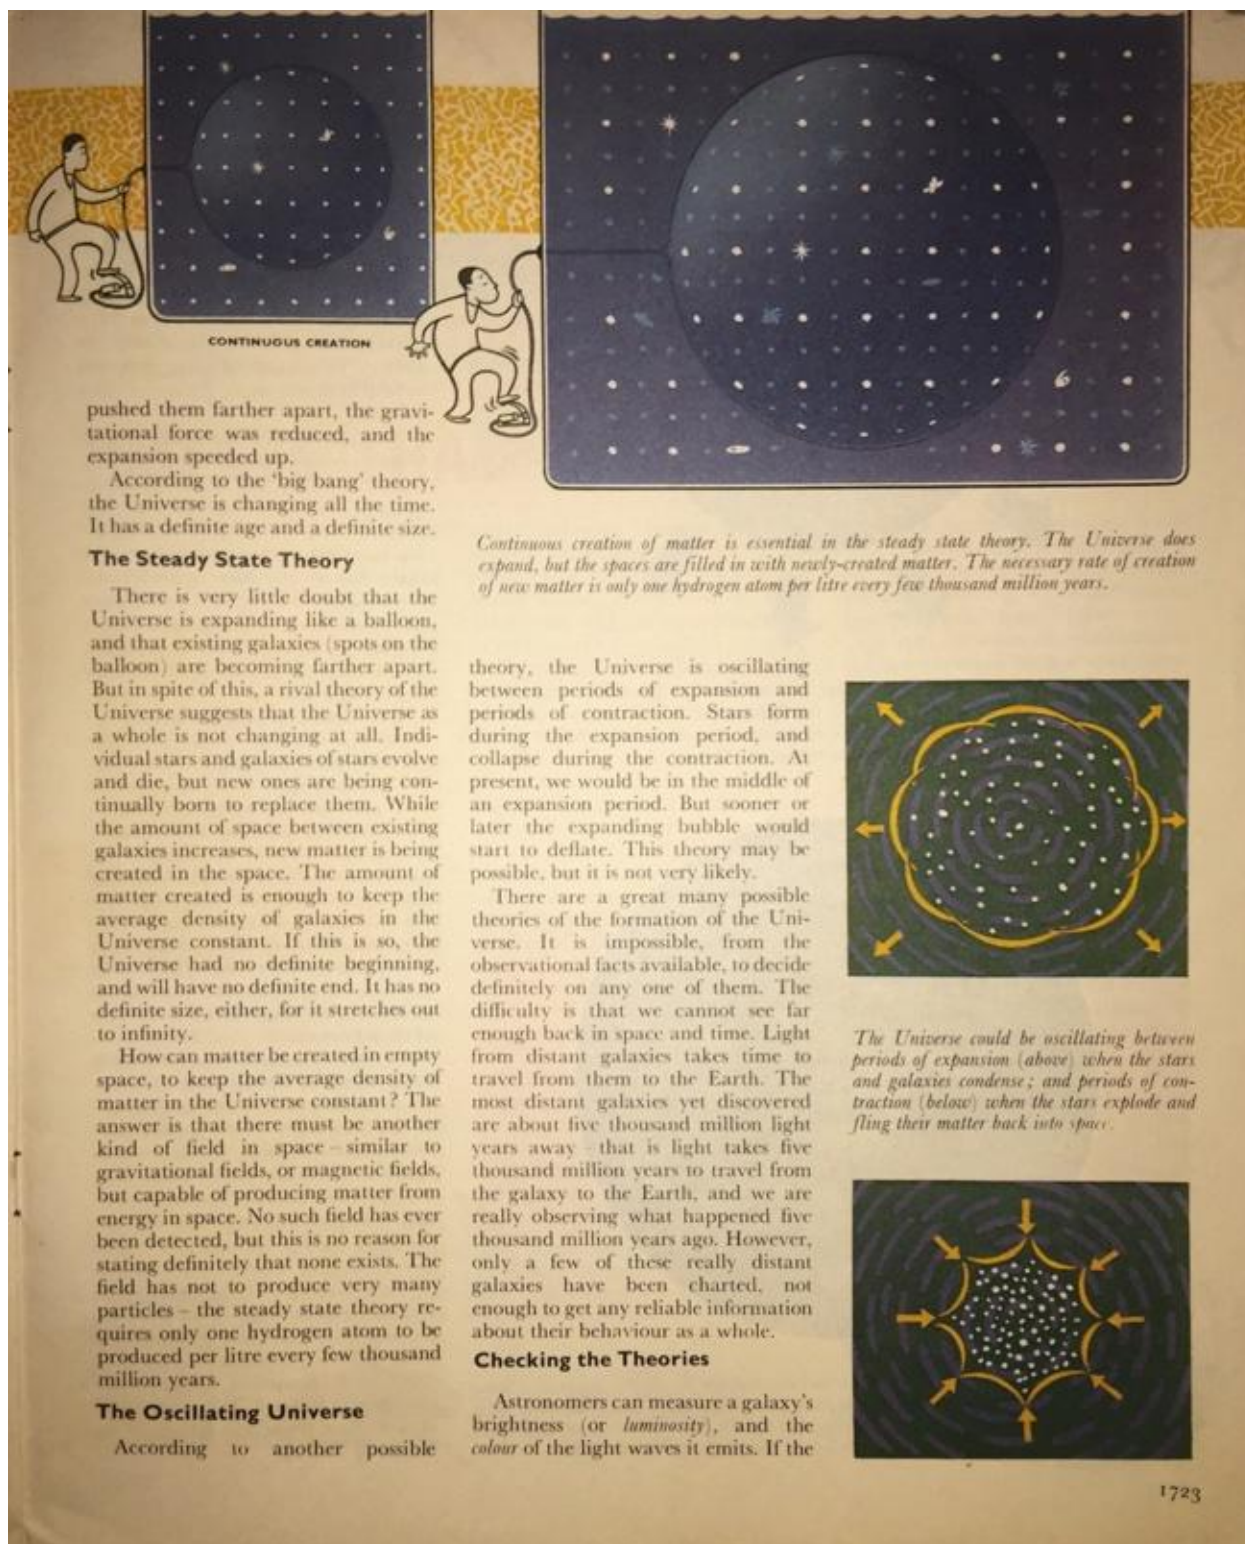 CONTINUOUS CREATION
pushed them farther apart, the gravi-
tational force was reduced, and the
expansion speeded up.
According to the 'big bang' theory,
the Universe is changing all the time.
It has a definite age and a definite size.
The Steady State Theory
There is very little doubt that the
Universe is expanding like a balloon,
and that existing galaxies (spots on the
balloon) are becoming farther apart.
But in spite of this, a rival theory of the
Universe suggests that the Universe as
a whole is not changing at all. Indi-
vidual stars and galaxies of stars evolve
and die, but new ones are being con-
tinually born to replace them. While
the amount of space between existing
galaxies increases, new matter is being
created in the space. The amount of
matter created is enough to keep the
average density of galaxies in the
Universe constant. If this is so, the
Universe had no definite beginning,
and will have no definite end. It has no
definite size, either, for it stretches out
to infinity.
How can matter be created in empty
space, to keep the average density of
matter in the Universe constant? The
answer is that there must be another
kind of field in space – similar to
gravitational fields, or magnetic fields,
but capable of producing matter from
energy in space. No such field has ever
been detected, but this is no reason for
stating definitely that none exists. The
field has not to produce very many
particles – the steady state theory re-
quires only one hydrogen atom to be
produced per litre every few thousand
million years.
The Oscillating Universe
According to another possible
Continuous creation of matter is essential in the steady state theory. The Universe does
expand, but the spaces are filled in with newly-created matter. The necessary rate of creation
of new matter is only one hydrogen atom per litre every few thousand million years.
theory, the Universe is oscillating
between periods of expansion and
periods of contraction. Stars form
during the expansion period, and
collapse during the contraction. At
present, we would be in the middle of
an expansion period. But sooner or
later the expanding bubble would
start to deflate. This theory may be
possible, but it is not very likely.
There are a great many possible
theories of the formation of the Uni-
verse. It is impossible, from the
observational facts available, to decide
definitely on any one of them. The
difficulty is that we cannot see far
enough back in space and time. Light
from distant galaxies takes time to
travel from them to the Earth. The
most distant galaxies yet discovered
are about five thousand million light
years away – that is light takes five
thousand million years to travel from
the galaxy to the Earth, and we are
really observing what happened five
thousand million years ago. However,
only a few of these really distant
galaxies have been charted, not
enough to get any reliable information
about their behaviour as a whole.
Checking the Theories
Astronomers can measure a galaxy's
brightness (or luminosity), and the
colour of the light waves it emits. If the
The Universe could be oscillating between
periods of expansion (above) when the stars
and galaxies condense; and periods of con-
traction (below) when the stars explode and
fling their matter back into space.
1723